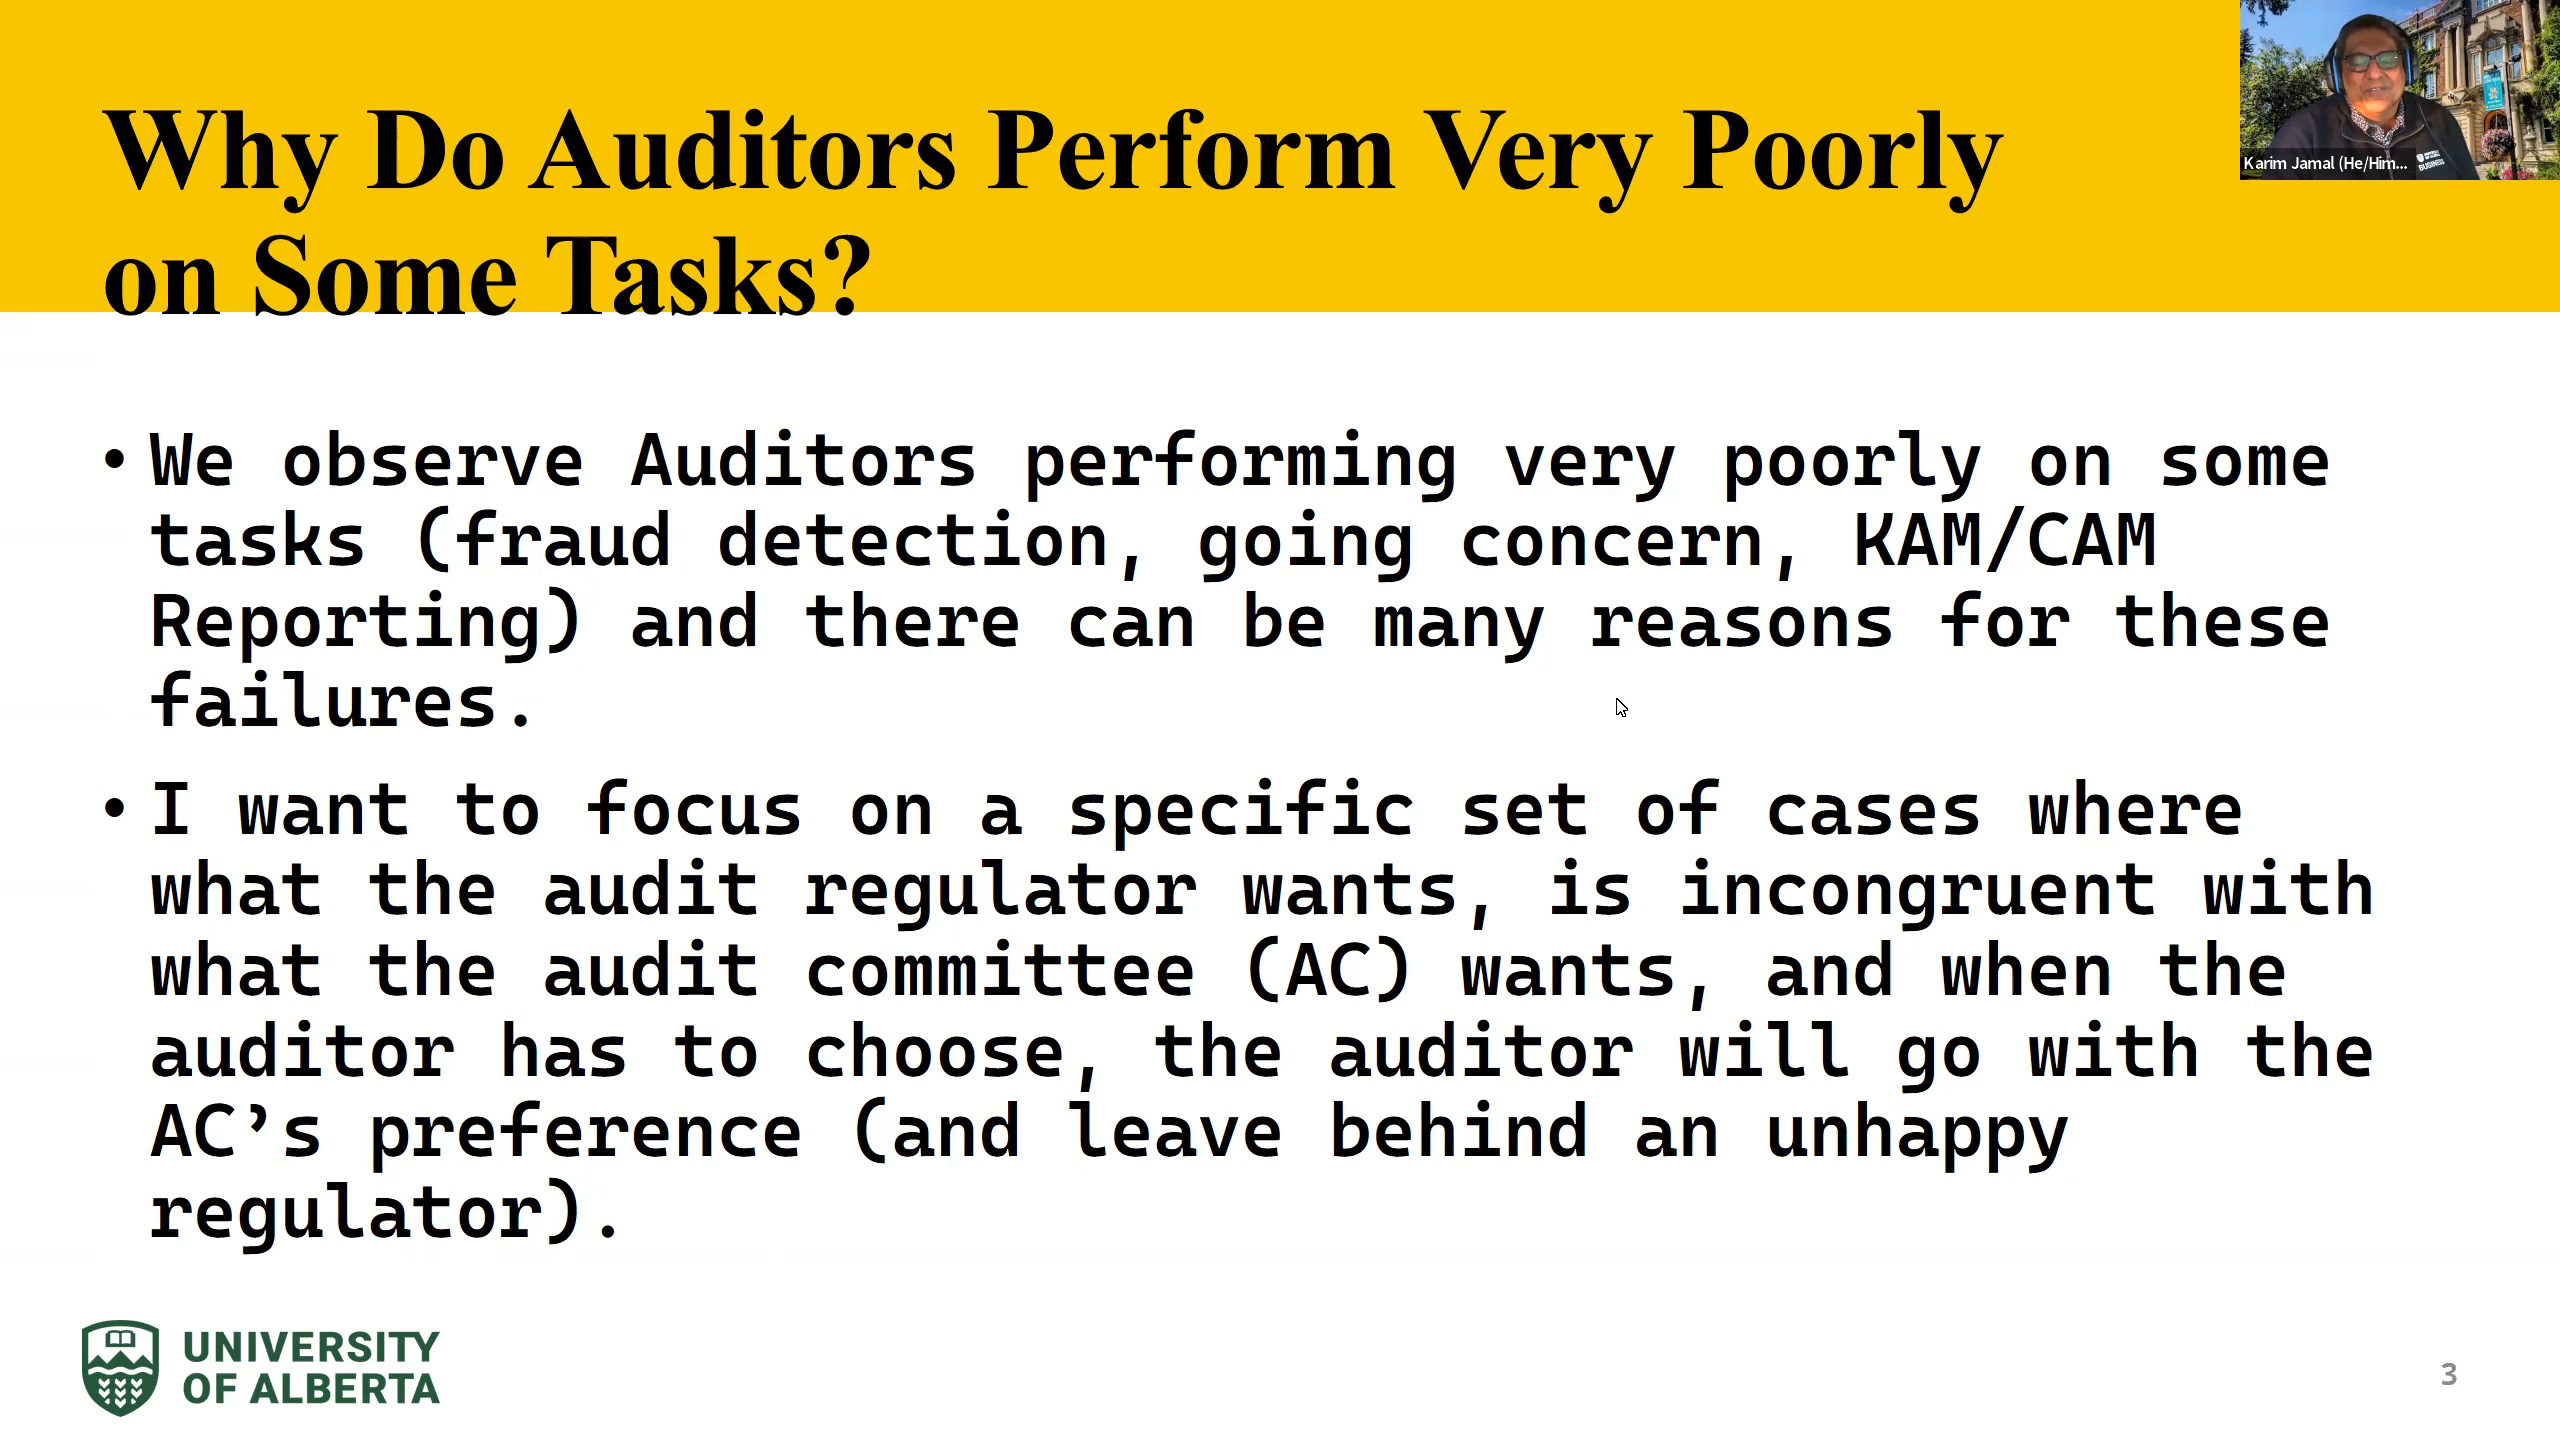 Why Do Auditors Perform Very Poorly
on Some Tasks?
Karim Jamal (He/Him...
BUSINESS
• We observe Auditors performing very poorly on some
tasks (fraud detection, going concern, KAM/CAM
Reporting) and there can be many reasons for these
failures.
• I want to focus on a specific set of cases where
what the audit regulator wants, is incongruent with
what the audit committee (AC) wants, and when the
auditor has to choose, the auditor will go with the
AC’s preference (and leave behind an unhappy
regulator).
UNIVERSITY
OF ALBERTA
3